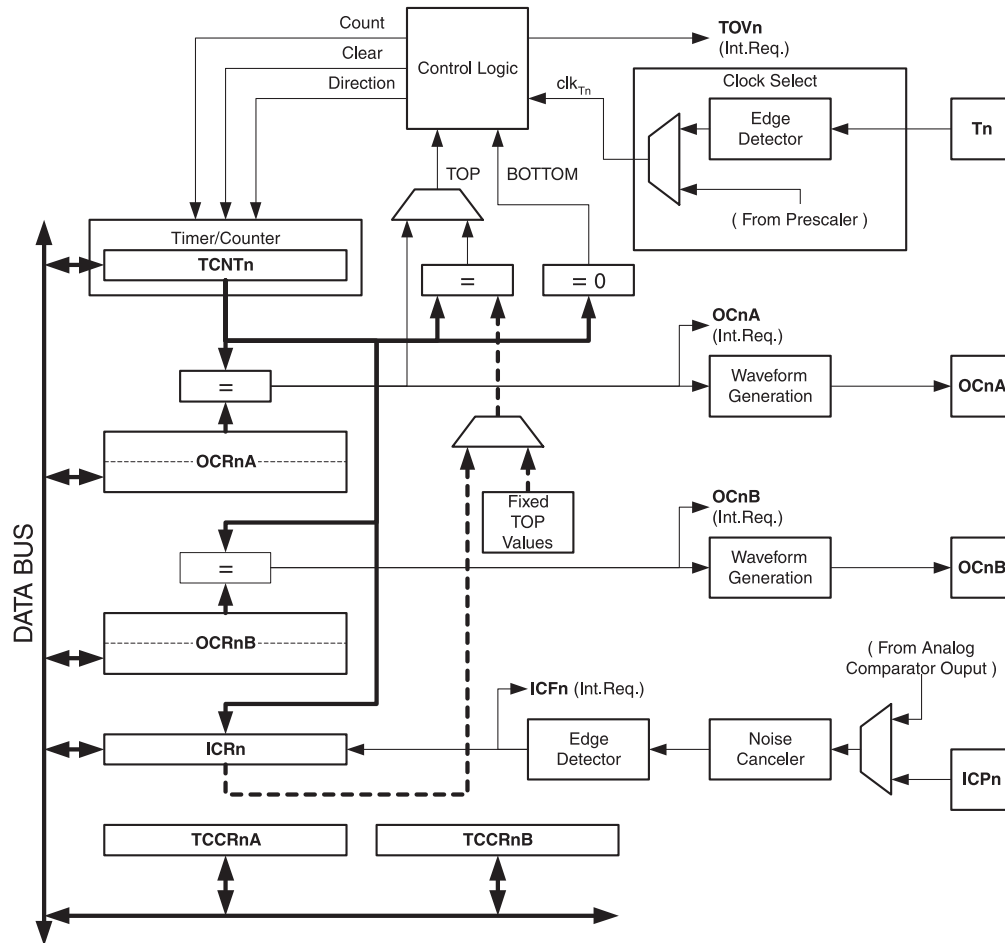 Count
Clear
Direction
Control Logic
TOVn
(Int.Req.)
clkTn
Clock Select
Edge
Detector
Tn
( From Prescaler )
TOP
BOTTOM
Timer/Counter
TCNTn
=
= 0
OCnA
(Int.Req.)
=
Waveform
Generation
OCnA
OCRnA
Fixed
TOP
Values
OCnB
(Int.Req.)
=
Waveform
Generation
OCnB
OCRnB
DATA BUS
( From Analog
Comparator Ouput )
ICFn (Int.Req.)
ICRn
Edge
Detector
Noise
Canceler
ICPn
TCCRnA
TCCRnB